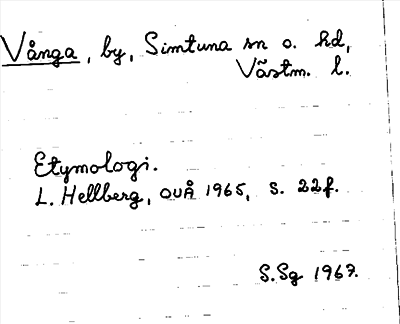 Vånga, by, Simtuna sn o. hd,
Västm. l.
Etymologi.
L. Hellberg, OUÅ 1965, s. 22f.
S.Sg 1967.